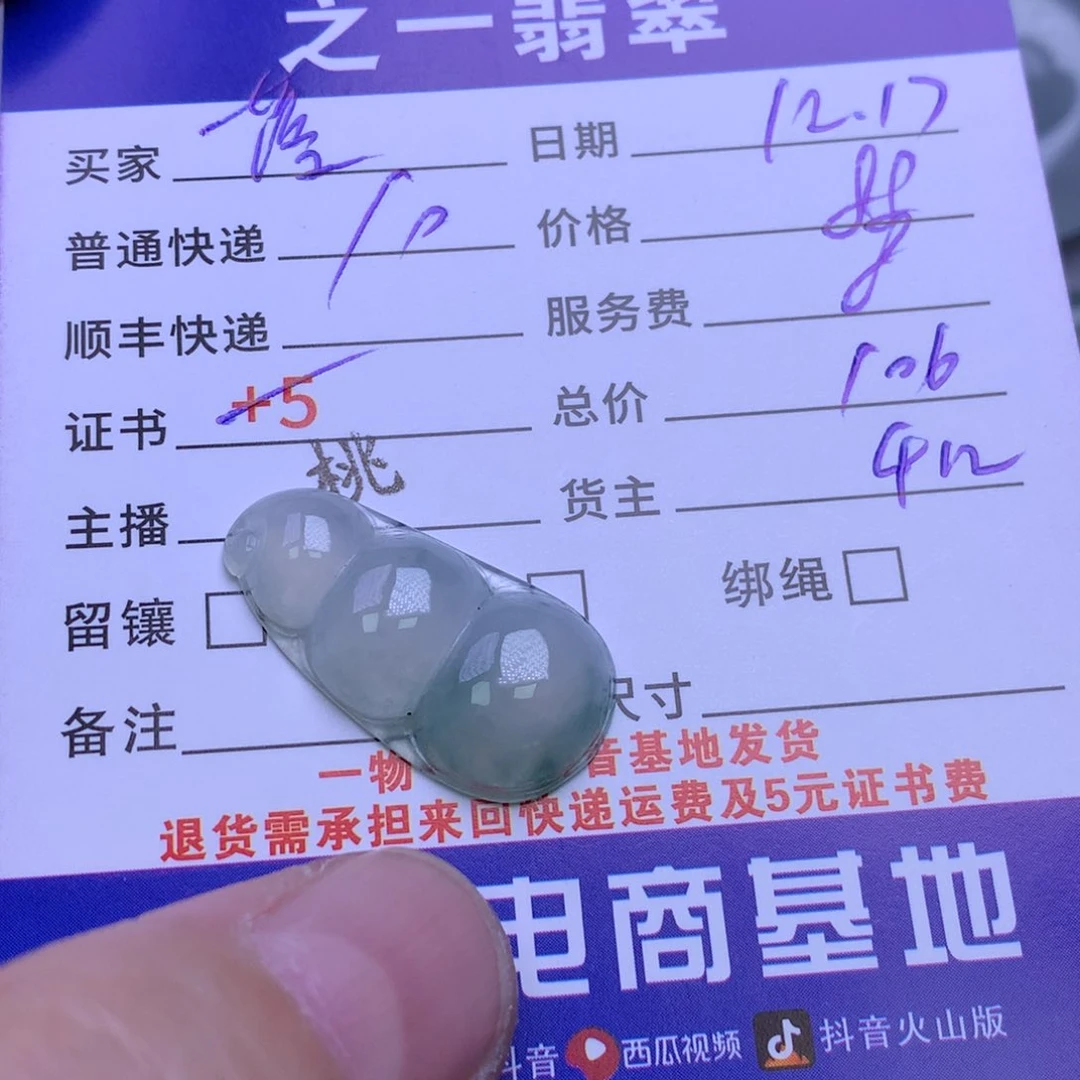 之一翡翠
买家 日期 12.17
普通快递 10 价格
顺丰快递 服务费
证书 +5 总价 106
主播 桃 货主 412
留镶 绑绳
备注 尺寸
一物 音基地发货
退货需承担来回快递运费及5元证书费
电商基地
抖音 西瓜视频 抖音火山版